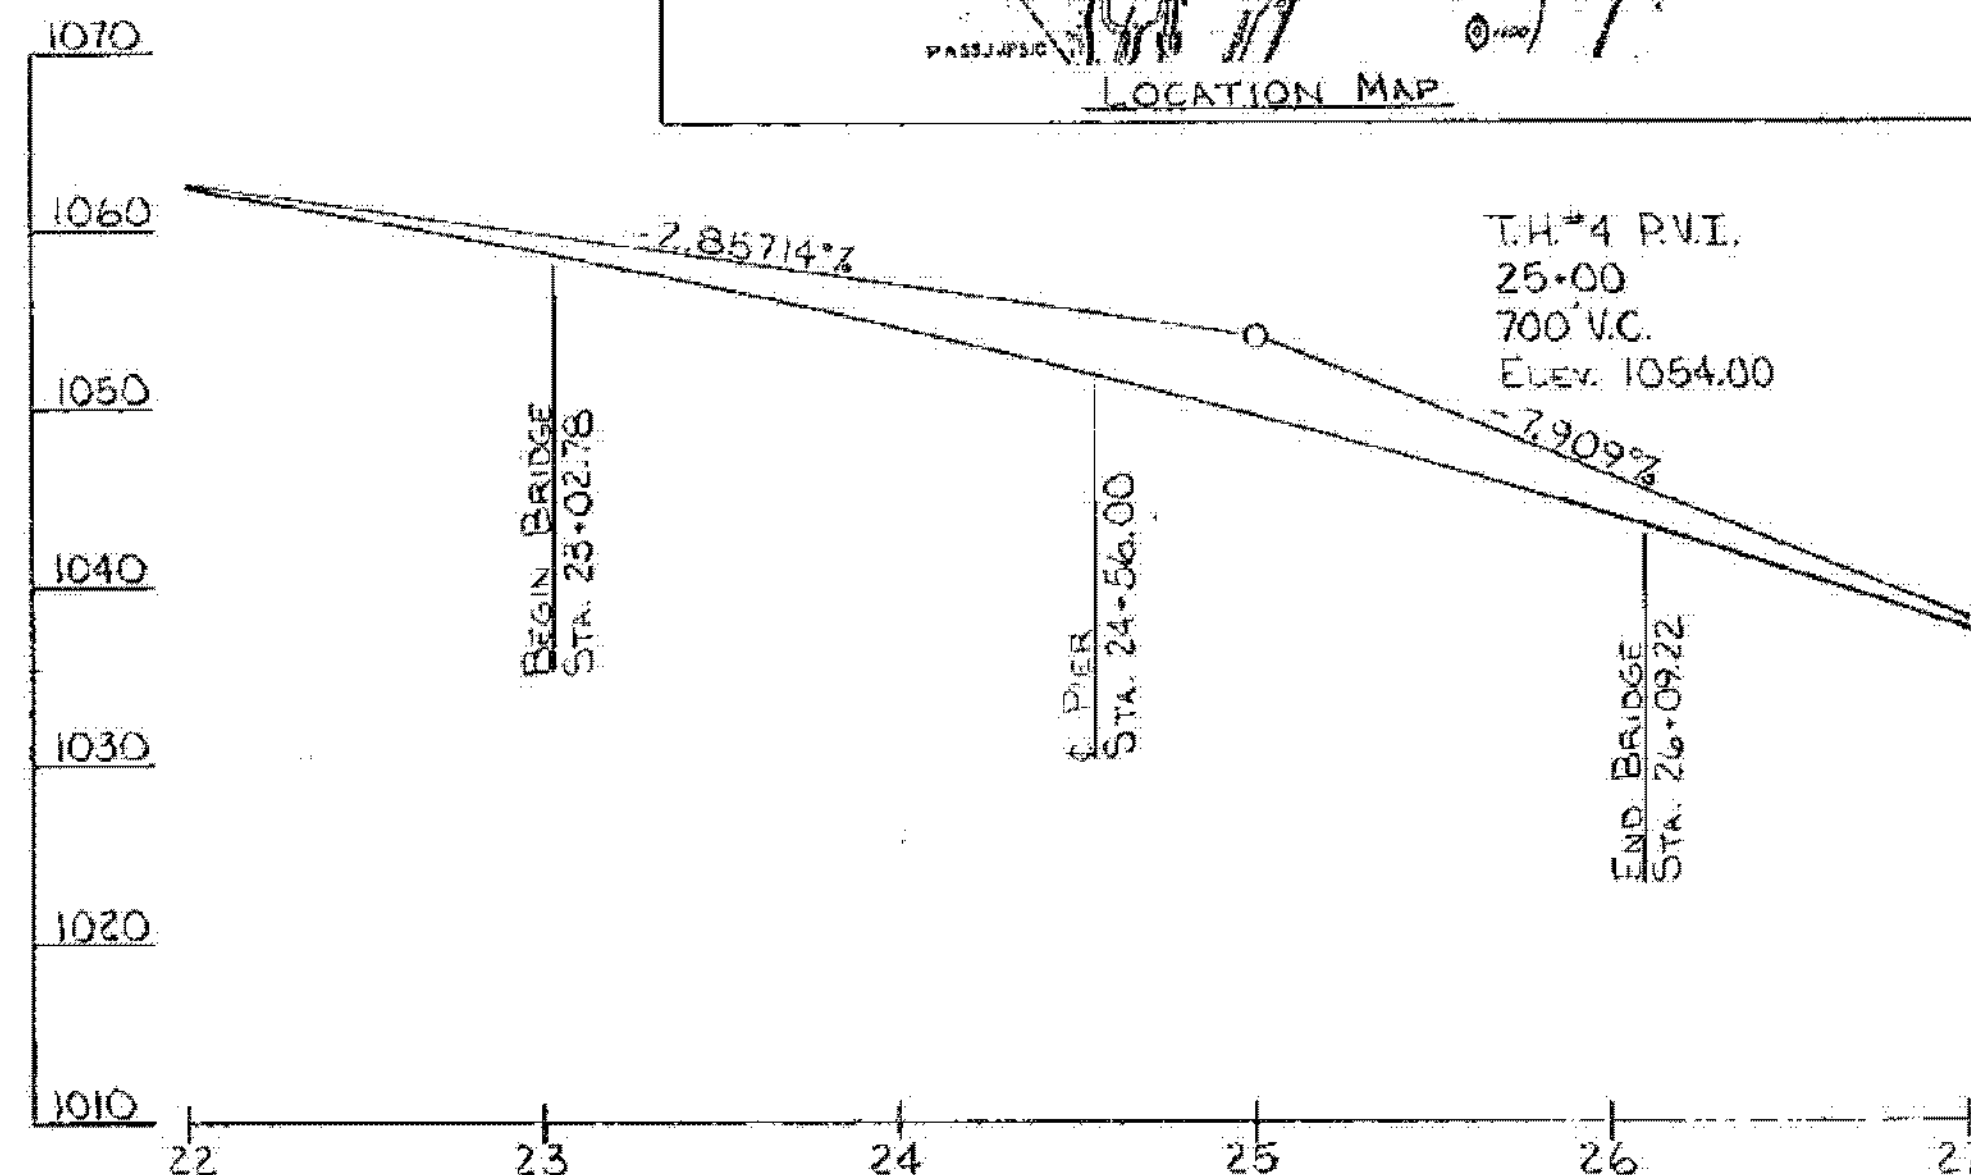 1070
1060
1050
1040
1030
1020
1010
LOCATION MAP
-2.85714%
T.H. #4 P.V.I.
25+00
700' V.C.
ELEV. 1054.00
-7.909%
BEGIN BRIDGE
STA. 23+02.78
℄ PIER
STA. 24+56.00
END BRIDGE
STA. 26+09.22
22
23
24
25
26